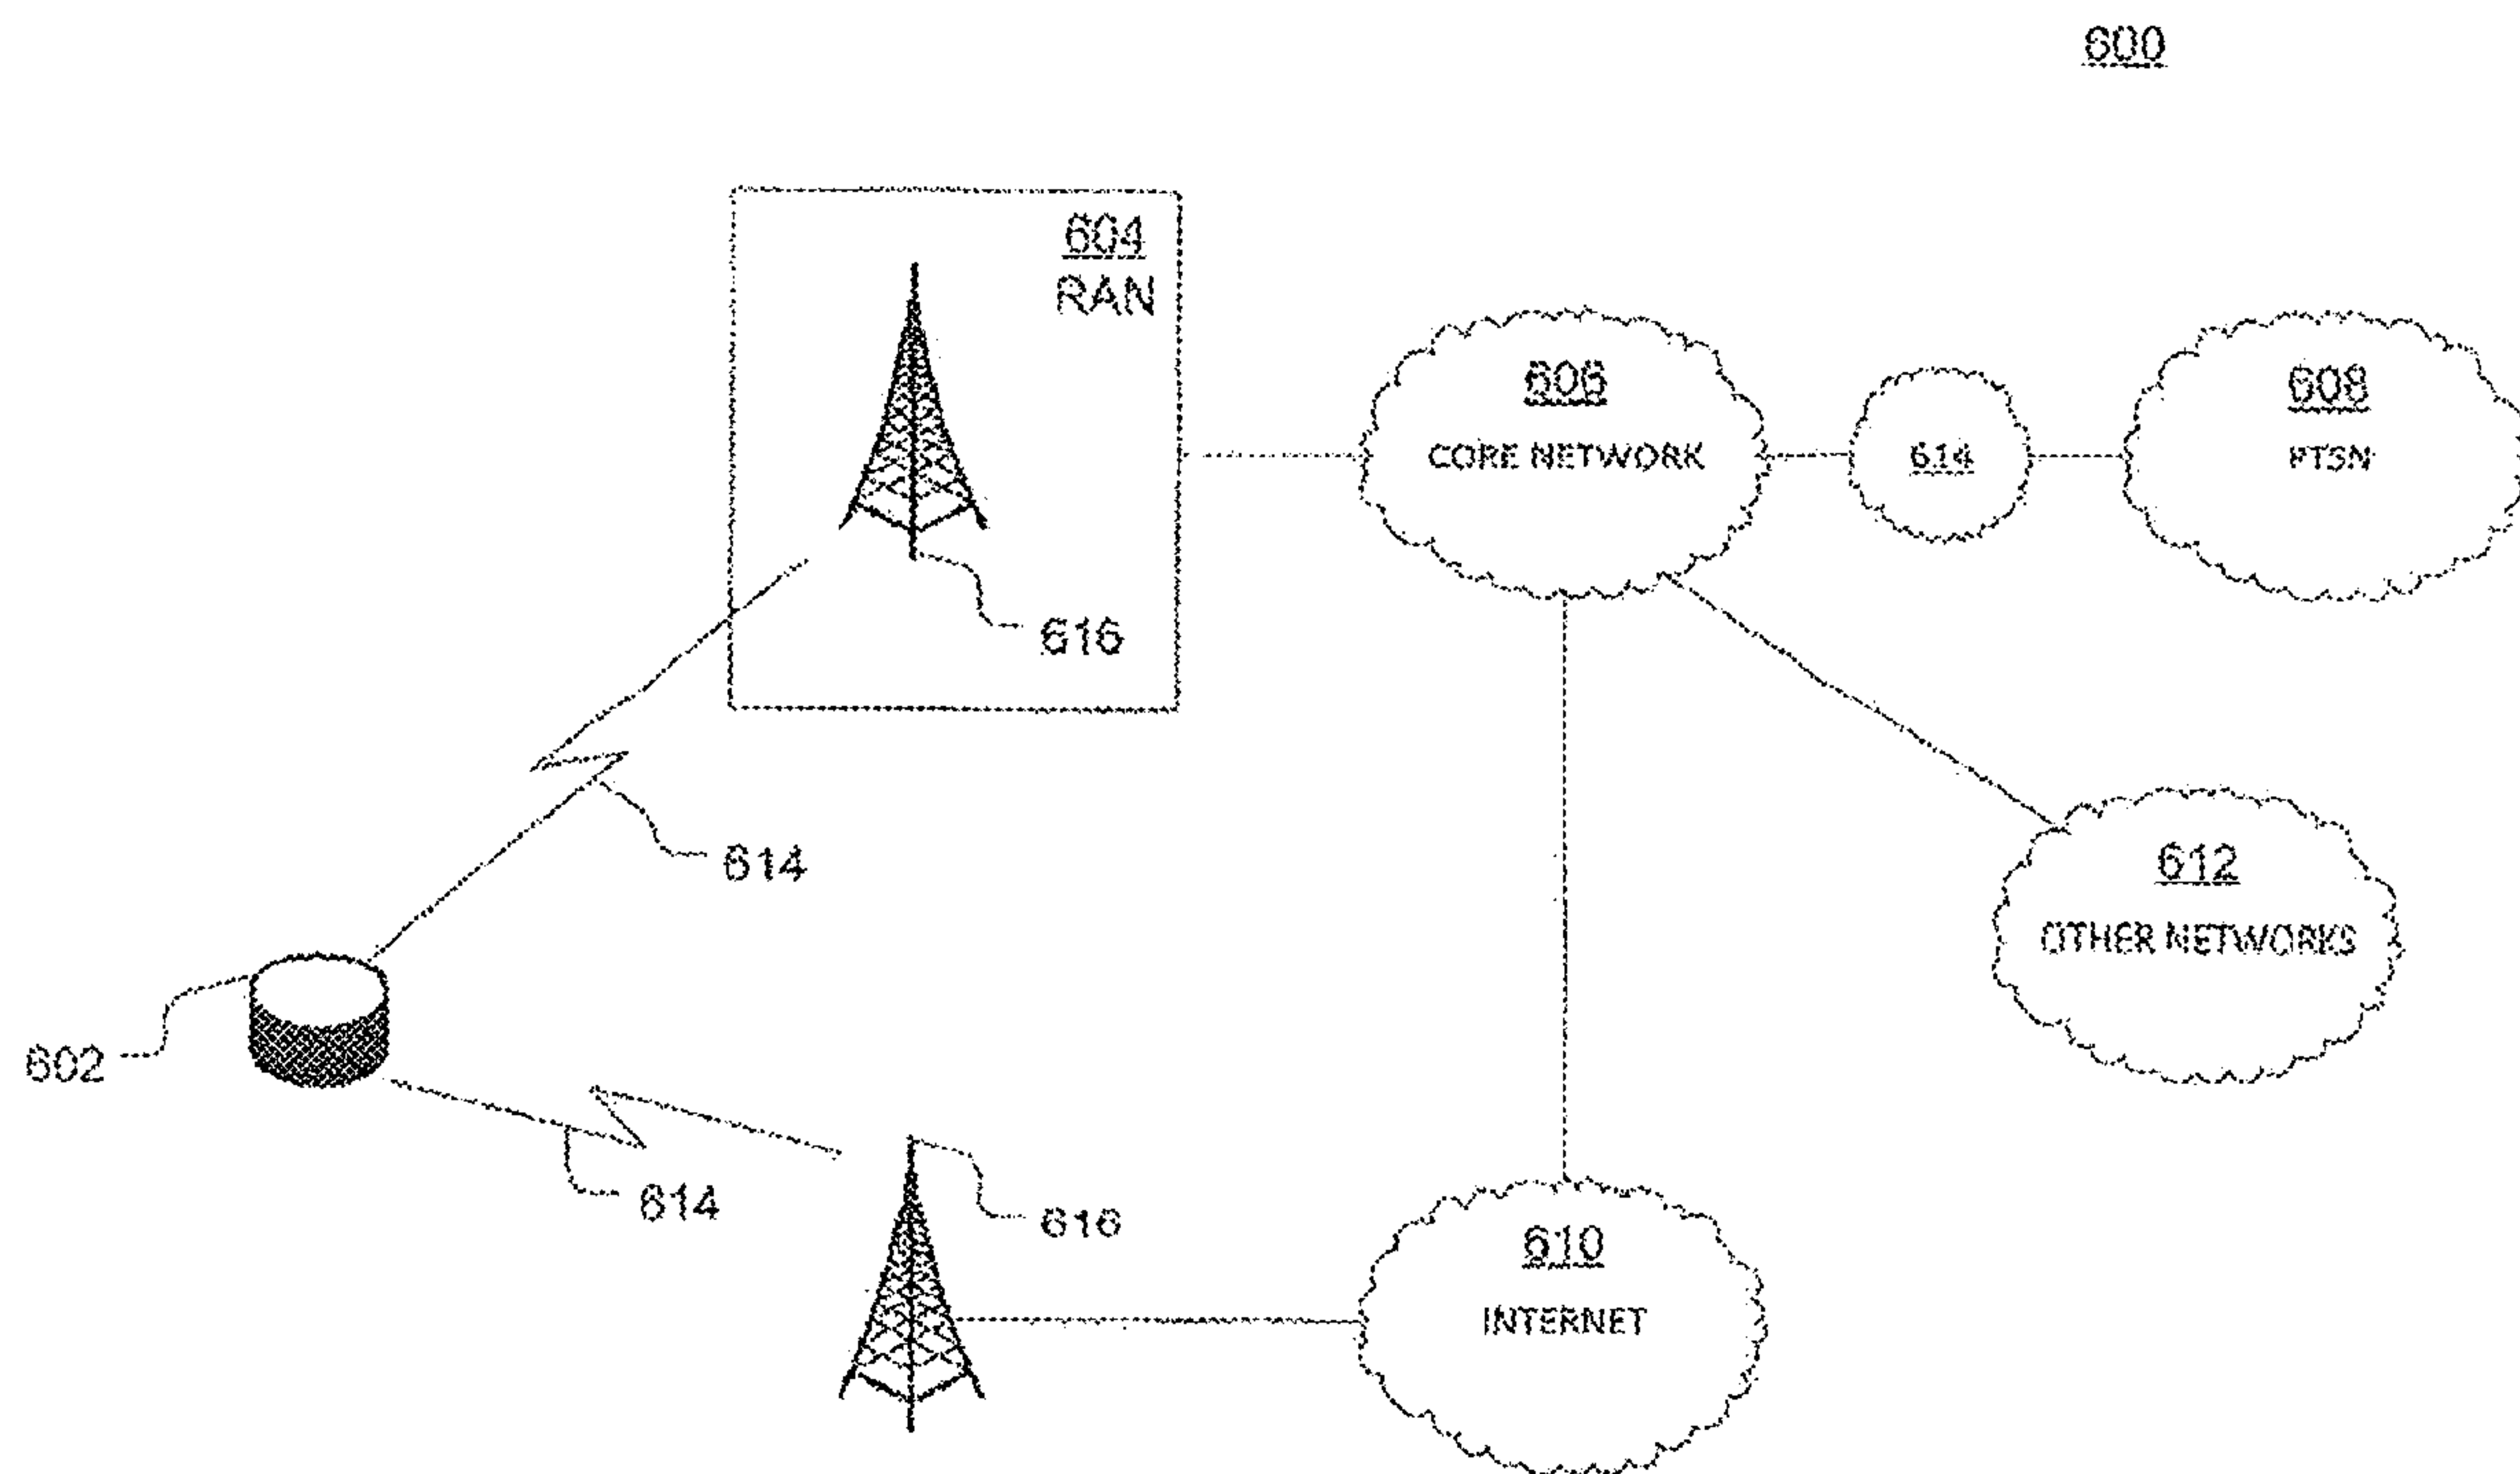 600
604
RAN
606
CORE NETWORK
614
608
PTSN
616
614
612
OTHER NETWORKS
602
614
616
610
INTERNET